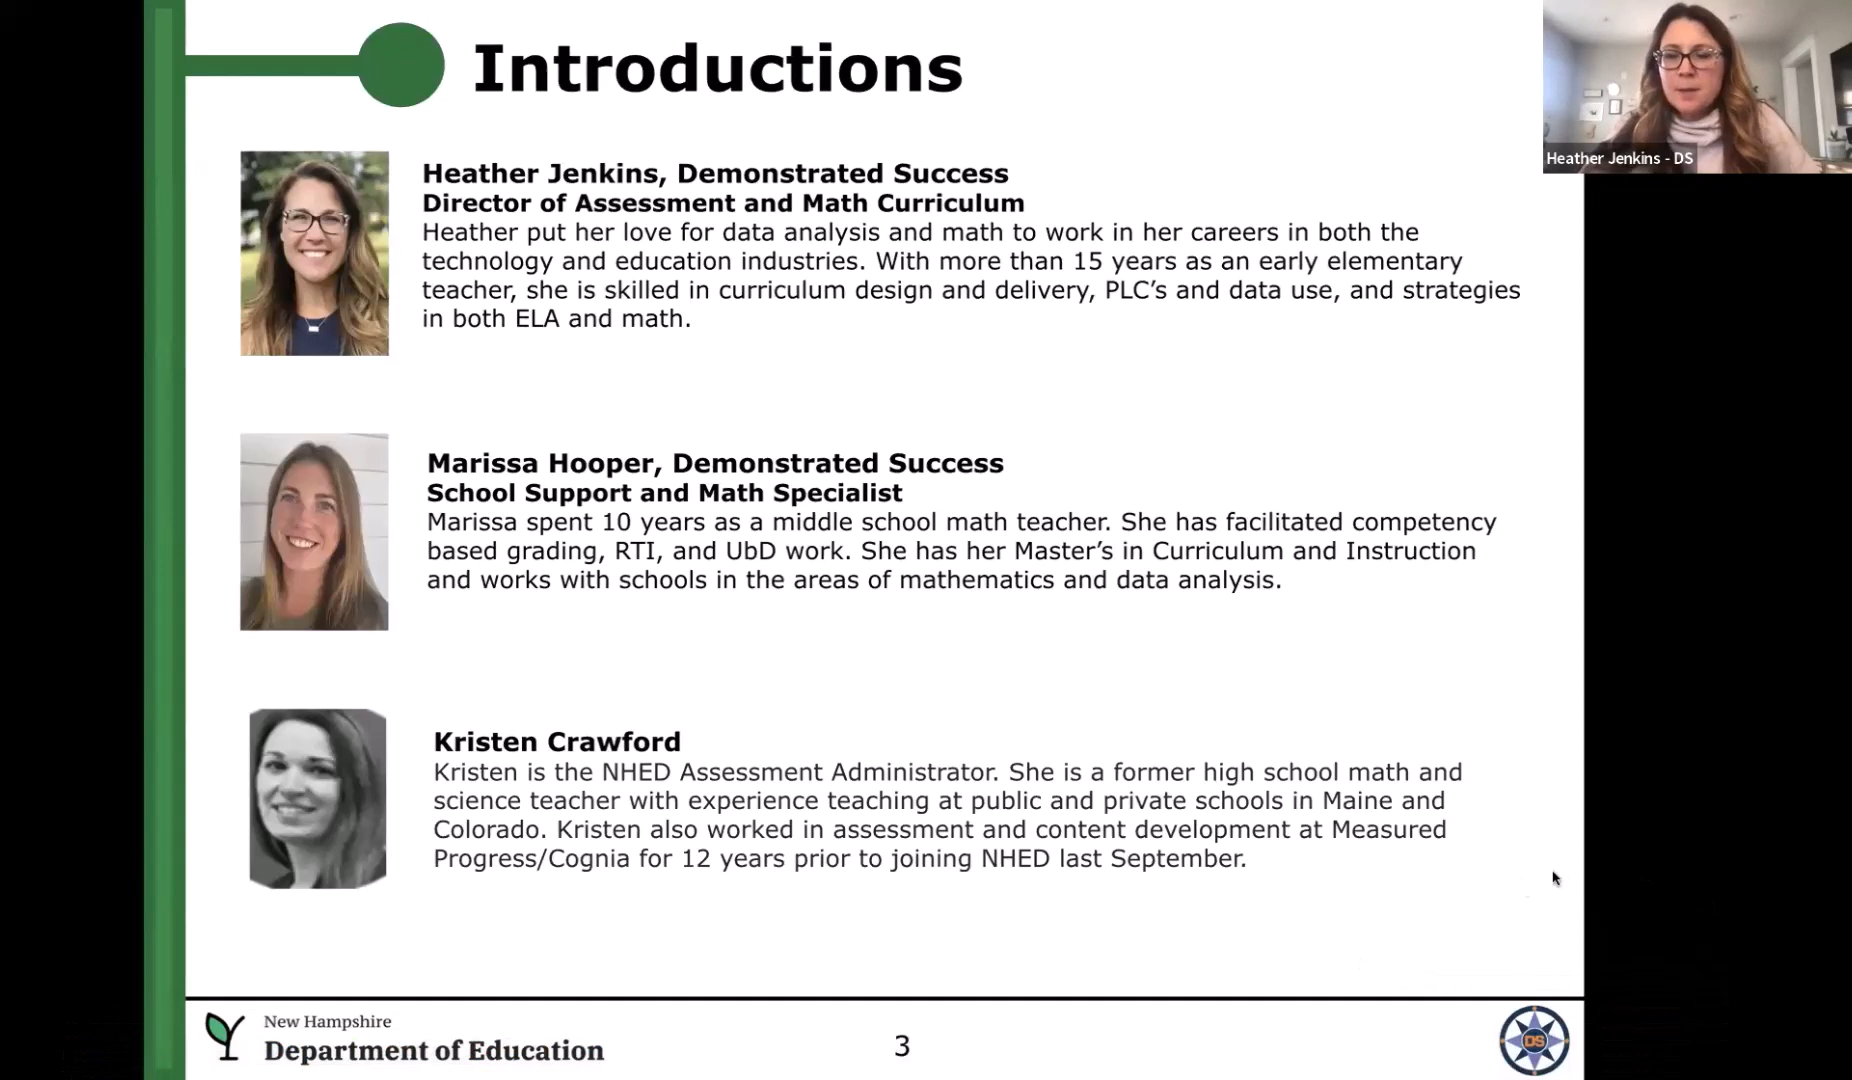 Introductions
Heather Jenkins - DS
Heather Jenkins, Demonstrated Success
Director of Assessment and Math Curriculum
Heather put her love for data analysis and math to work in her careers in both the
technology and education industries. With more than 15 years as an early elementary
teacher, she is skilled in curriculum design and delivery, PLC’s and data use, and strategies
in both ELA and math.
Marissa Hooper, Demonstrated Success
School Support and Math Specialist
Marissa spent 10 years as a middle school math teacher. She has facilitated competency
based grading, RTI, and UbD work. She has her Master’s in Curriculum and Instruction
and works with schools in the areas of mathematics and data analysis.
Kristen Crawford
Kristen is the NHED Assessment Administrator. She is a former high school math and
science teacher with experience teaching at public and private schools in Maine and
Colorado. Kristen also worked in assessment and content development at Measured
Progress/Cognia for 12 years prior to joining NHED last September.
New Hampshire
Department of Education
3
DS